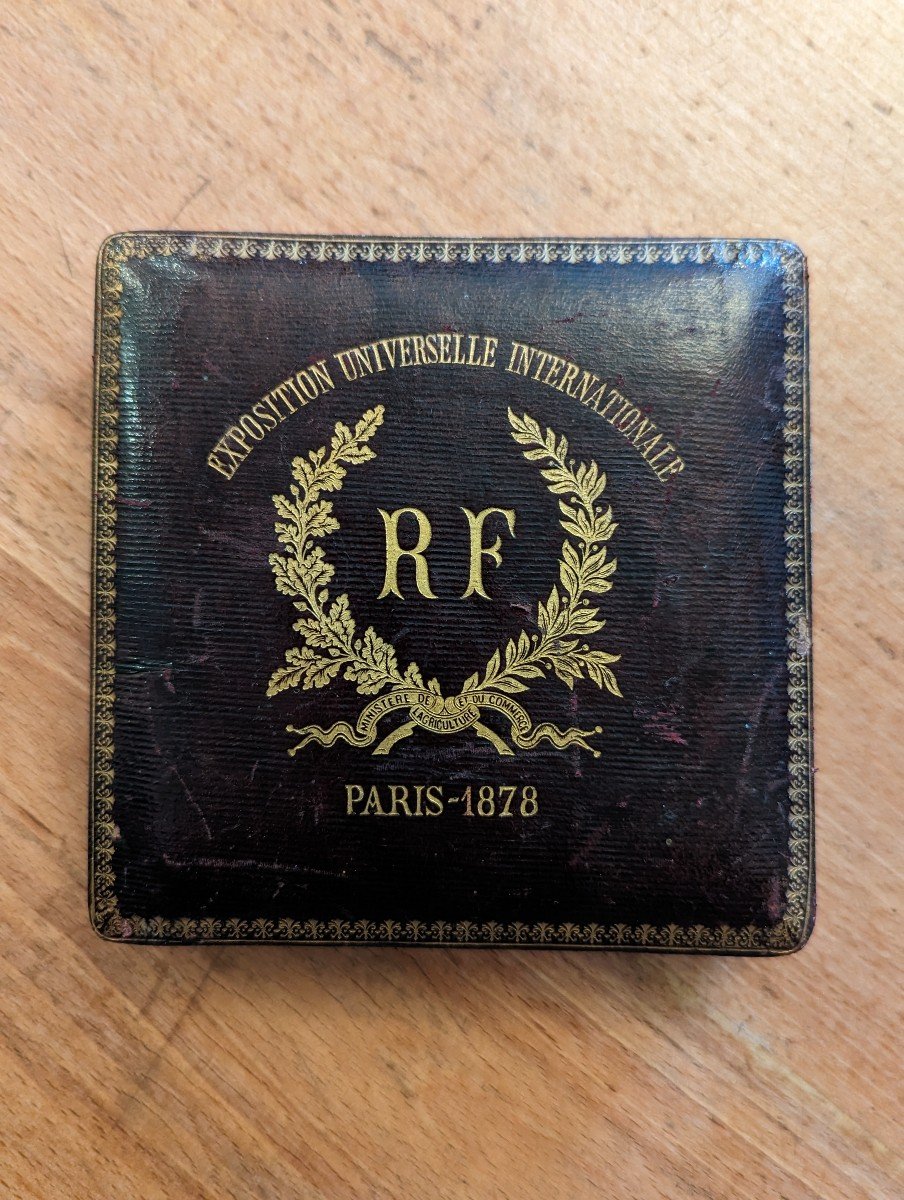 EXPOSITION UNIVERSELLE INTERNATIONALE
RF
MINISTERE DE L'AGRICULTURE ET DU COMMERCE
PARIS-1878